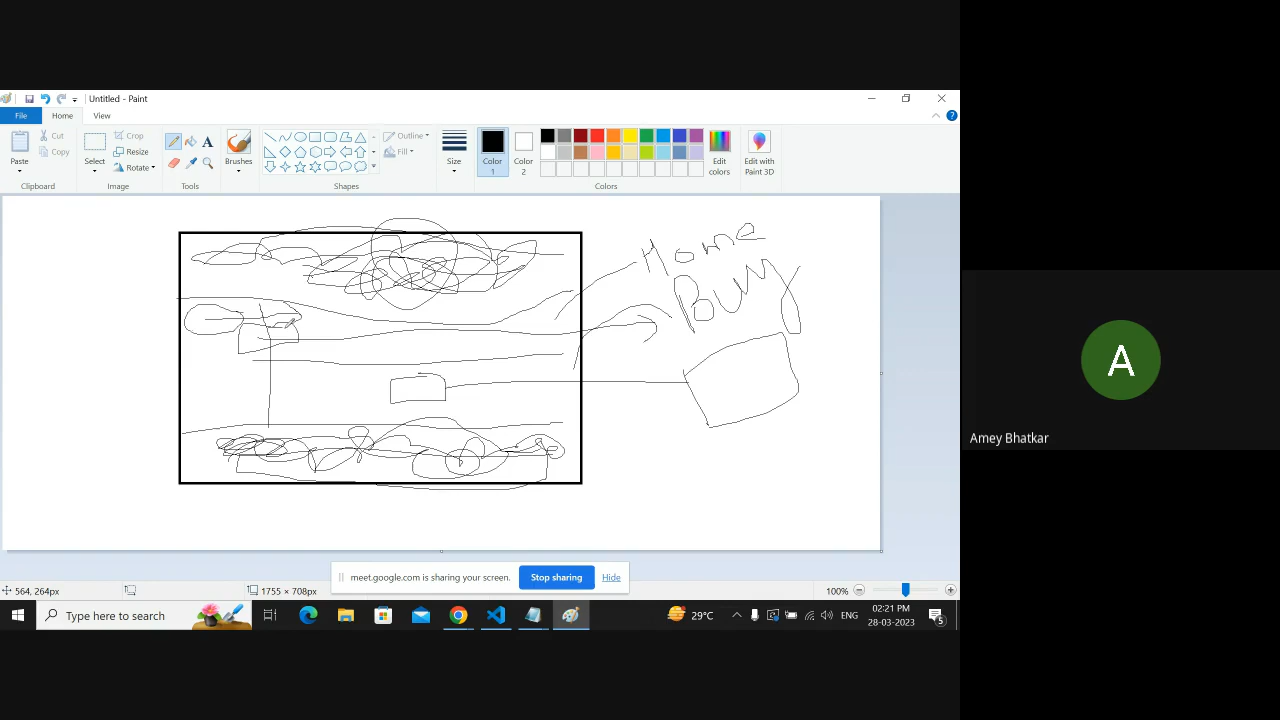 Untitled - Paint
File Home View
Paste
Cut
Copy
Clipboard
Select
Crop
Resize
Rotate
Image
Tools
Brushes
Shapes
Outline
Fill
Size
Color 1
Color 2
Edit colors
Colors
Edit with Paint 3D
Home
A
Amey Bhatkar
meet.google.com is sharing your screen. Stop sharing Hide
564, 264px
1755 × 708px
100%
Type here to search
29°C
ENG
02:21 PM
28-03-2023
5